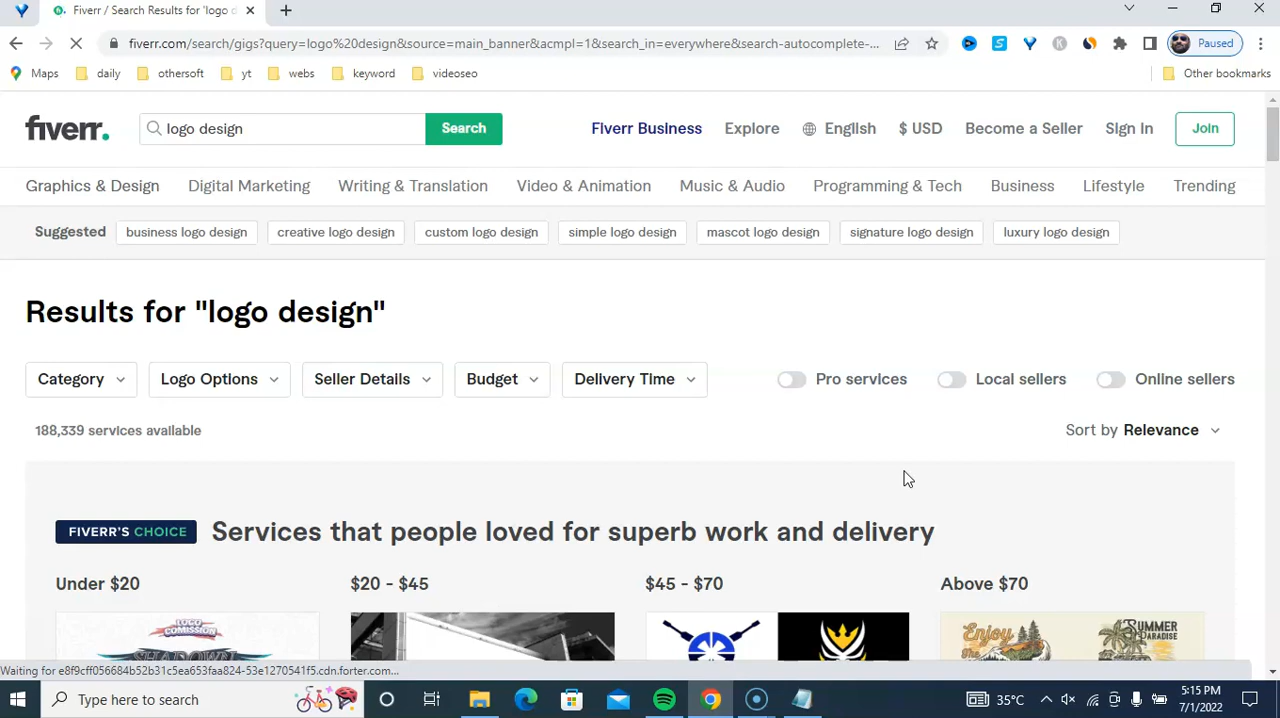 Fiverr / Search Results for 'logo d
fiverr.com/search/gigs?query=logo%20design&source=main_banner&acmpl=1&search_in=everywhere&search-autocomplete-...
Paused
Maps daily othersoft yt webs keyword videoseo Other bookmarks
fiverr. logo design Search Fiverr Business Explore English $ USD Become a Seller Sign In Join
Graphics & Design Digital Marketing Writing & Translation Video & Animation Music & Audio Programming & Tech Business Lifestyle Trending
Suggested business logo design creative logo design custom logo design simple logo design mascot logo design signature logo design luxury logo design
Results for "logo design"
Category Logo Options Seller Details Budget Delivery Time Pro services Local sellers Online sellers
188,339 services available Sort by Relevance
FIVERR'S CHOICE Services that people loved for superb work and delivery
Under $20 $20 - $45 $45 - $70 Above $70
LOGO COMISSION
SHADOW
Enjoy
SUMMER
PARADISE
Waiting for e8f9cff056684b52b31c5ea653faa824-53e1270541f5.cdn.forter.com...
Type here to search 35°C 5:15 PM
7/1/2022